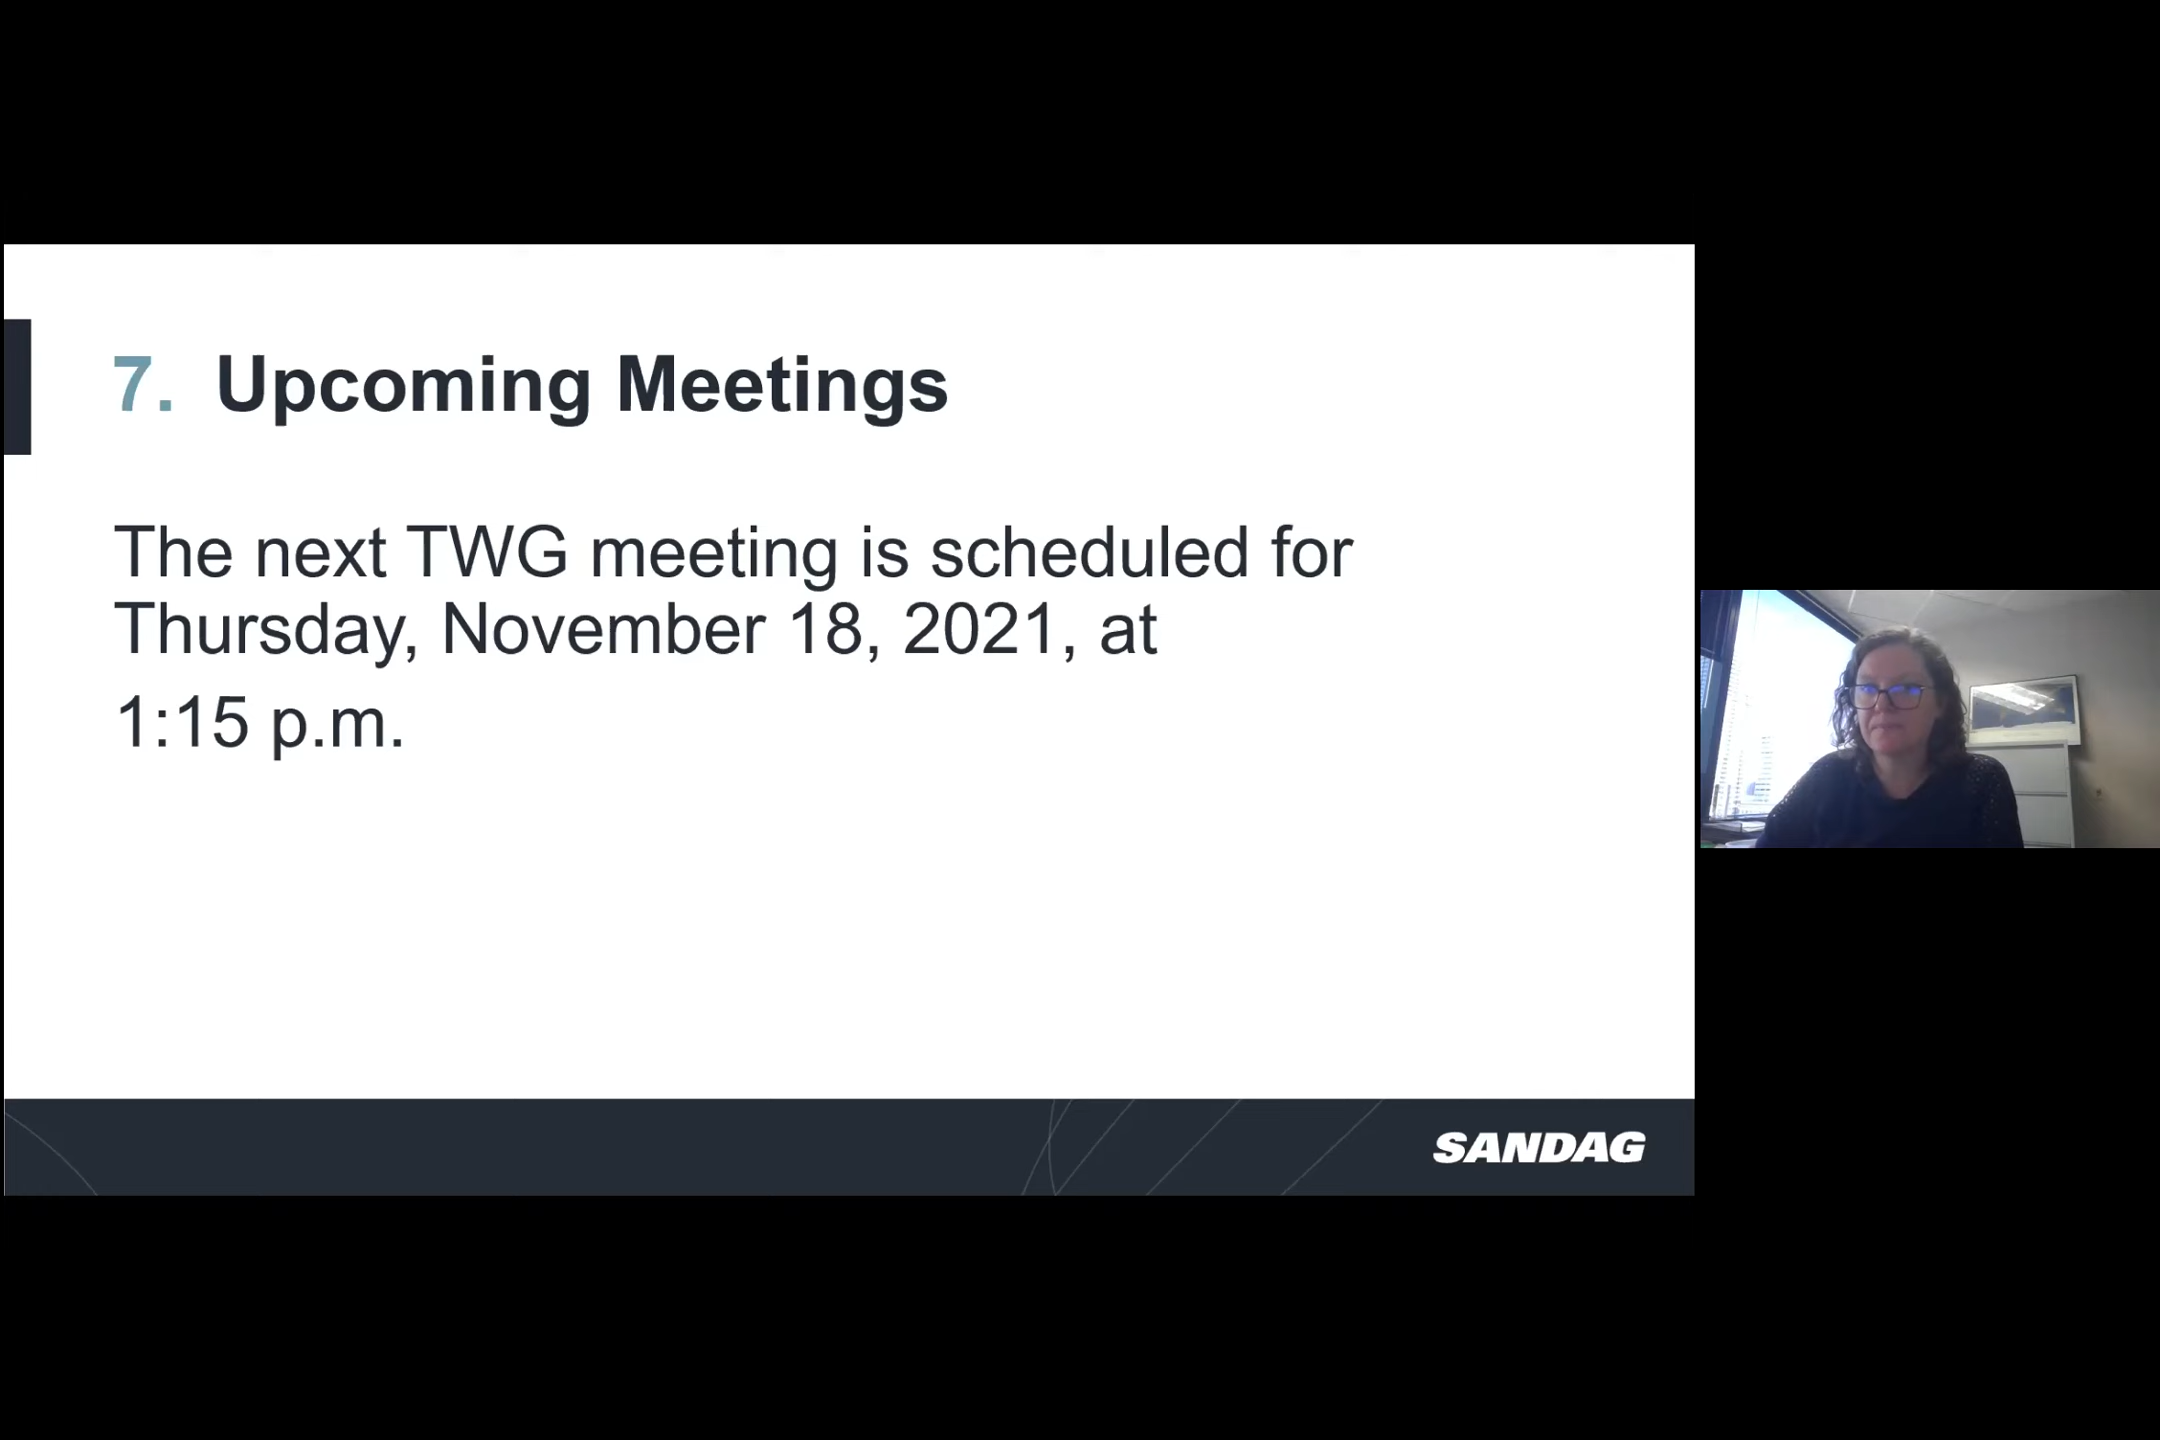 7. Upcoming Meetings
The next TWG meeting is scheduled for
Thursday, November 18, 2021, at
1:15 p.m.
SANDAG